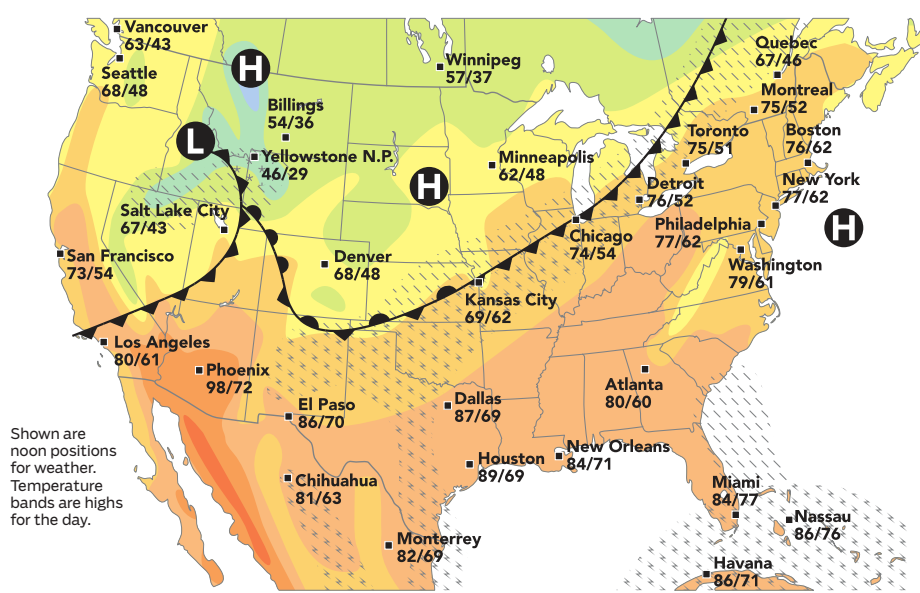 Vancouver
63/43
Seattle
68/48
H
Winnipeg
57/37
Quebec
67/46
Montreal
75/52
Billings
54/36
L
Yellowstone N.P.
46/29
Minneapolis
62/48
Toronto
75/51
Boston
76/62
H
Detroit
76/52
New York
77/62
Salt Lake City
67/43
Chicago
74/54
Philadelphia
77/62
H
San Francisco
73/54
Denver
68/48
Washington
79/61
Kansas City
69/62
Los Angeles
80/61
Phoenix
98/72
Atlanta
80/60
El Paso
86/70
Dallas
87/69
Shown are
noon positions
for weather.
Temperature
bands are highs
for the day.
New Orleans
84/71
Houston
89/69
Chihuahua
81/63
Miami
84/77
Nassau
86/76
Monterrey
82/69
Havana
86/71